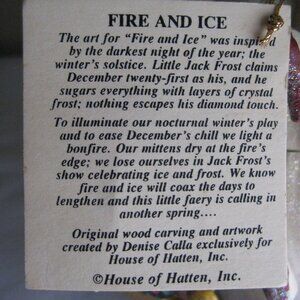 FIRE AND ICE
The art for "Fire and Ice" was inspired
by the darkest night of the year; the
winter's solstice. Little Jack Frost claims
December twenty-first as his, and he
sugars everything with layers of crystal
frost; nothing escapes his diamond touch.
To illuminate our nocturnal winter's play
and to ease December's chill we light a
bonfire. Our mittens dry at the fire's
edge; we lose ourselves in Jack Frost's
show celebrating ice and frost. We know
fire and ice will coax the days to
lengthen and this little faery is calling in
another spring....
Original wood carving and artwork
created by Denise Calla exclusively for
House of Hatten, Inc.
©House of Hatten, Inc.